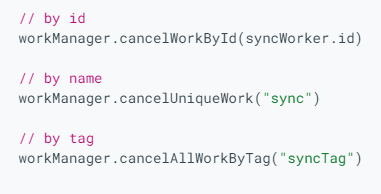 // by id
workManager.cancelWorkById(syncWorker.id)
// by name
workManager.cancelUniqueWork("sync")
// by tag
workManager.cancelAllWorkByTag("syncTag")